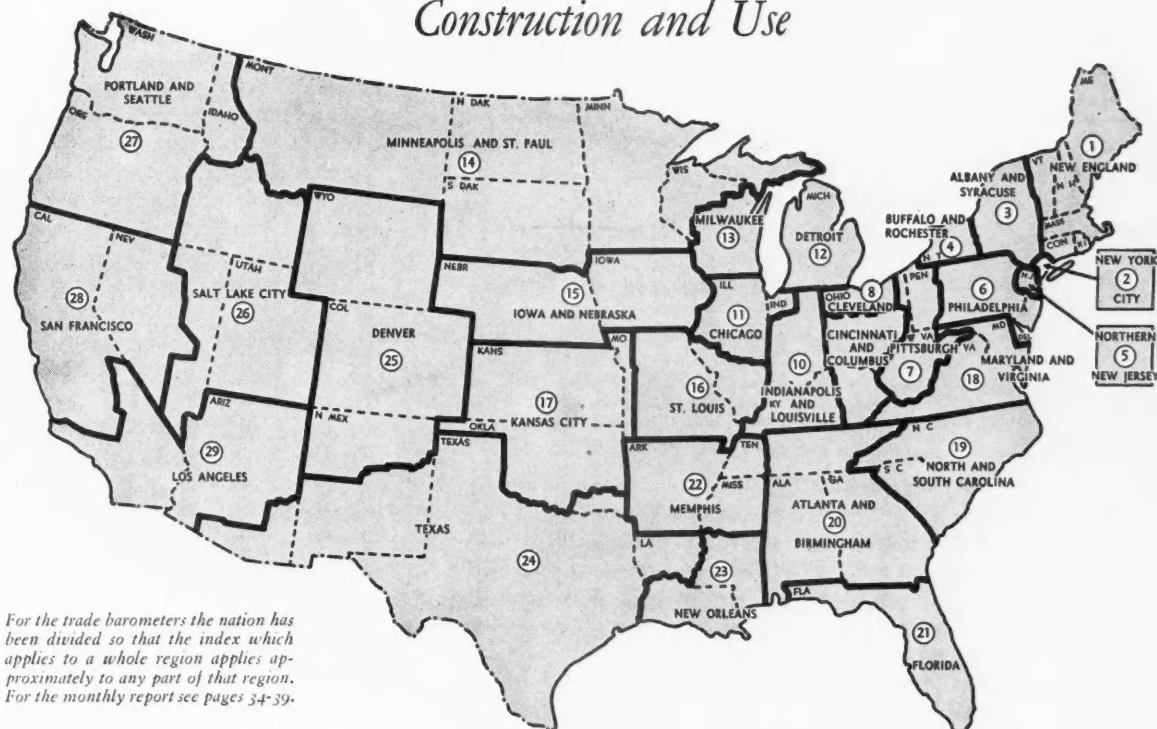 Construction and Use
WASH
MONT
PORTLAND AND
SEATTLE
ORE
IDAHO
27
N DAK
MINN
MINNEAPOLIS AND ST. PAUL
14
S DAK
WIS
MICH
ME
1
NEW ENGLAND
VT
N H
MASS
CON
R I
ALBANY AND
SYRACUSE
3
BUFFALO AND
ROCHESTER
4
N Y
NEW YORK
2
CITY
NORTHERN
5
NEW JERSEY
N J
PEN
6
PHILADELPHIA
MILWAUKEE
13
DETROIT
12
WYO
CAL
NEV
UTAH
SALT LAKE CITY
26
28
SAN FRANCISCO
NEBR
IOWA
15
IOWA AND NEBRASKA
ILL
11
CHICAGO
IND
OHIO
8
CLEVELAND
CINCINNATI
AND
COLUMBUS
VA
PITTSBURGH
7
MD
DEL
VA
MARYLAND AND
VIRGINIA
18
COL
DENVER
25
KANS
MO
17
KANSAS CITY
16
ST. LOUIS
10
INDIANAPOLIS
KY AND
LOUISVILLE
ARIZ
N MEX
OKLA
TEXAS
29
LOS ANGELES
ARK
TEN
22
MISS
MEMPHIS
ALA
GA
ATLANTA AND
20
BIRMINGHAM
N C
19
S C
NORTH AND
SOUTH CAROLINA
TEXAS
24
LA
23
NEW ORLEANS
FLA
21
FLORIDA
For the trade barometers the nation has
been divided so that the index which
applies to a whole region applies ap-
proximately to any part of that region.
For the monthly report see pages 34-39.